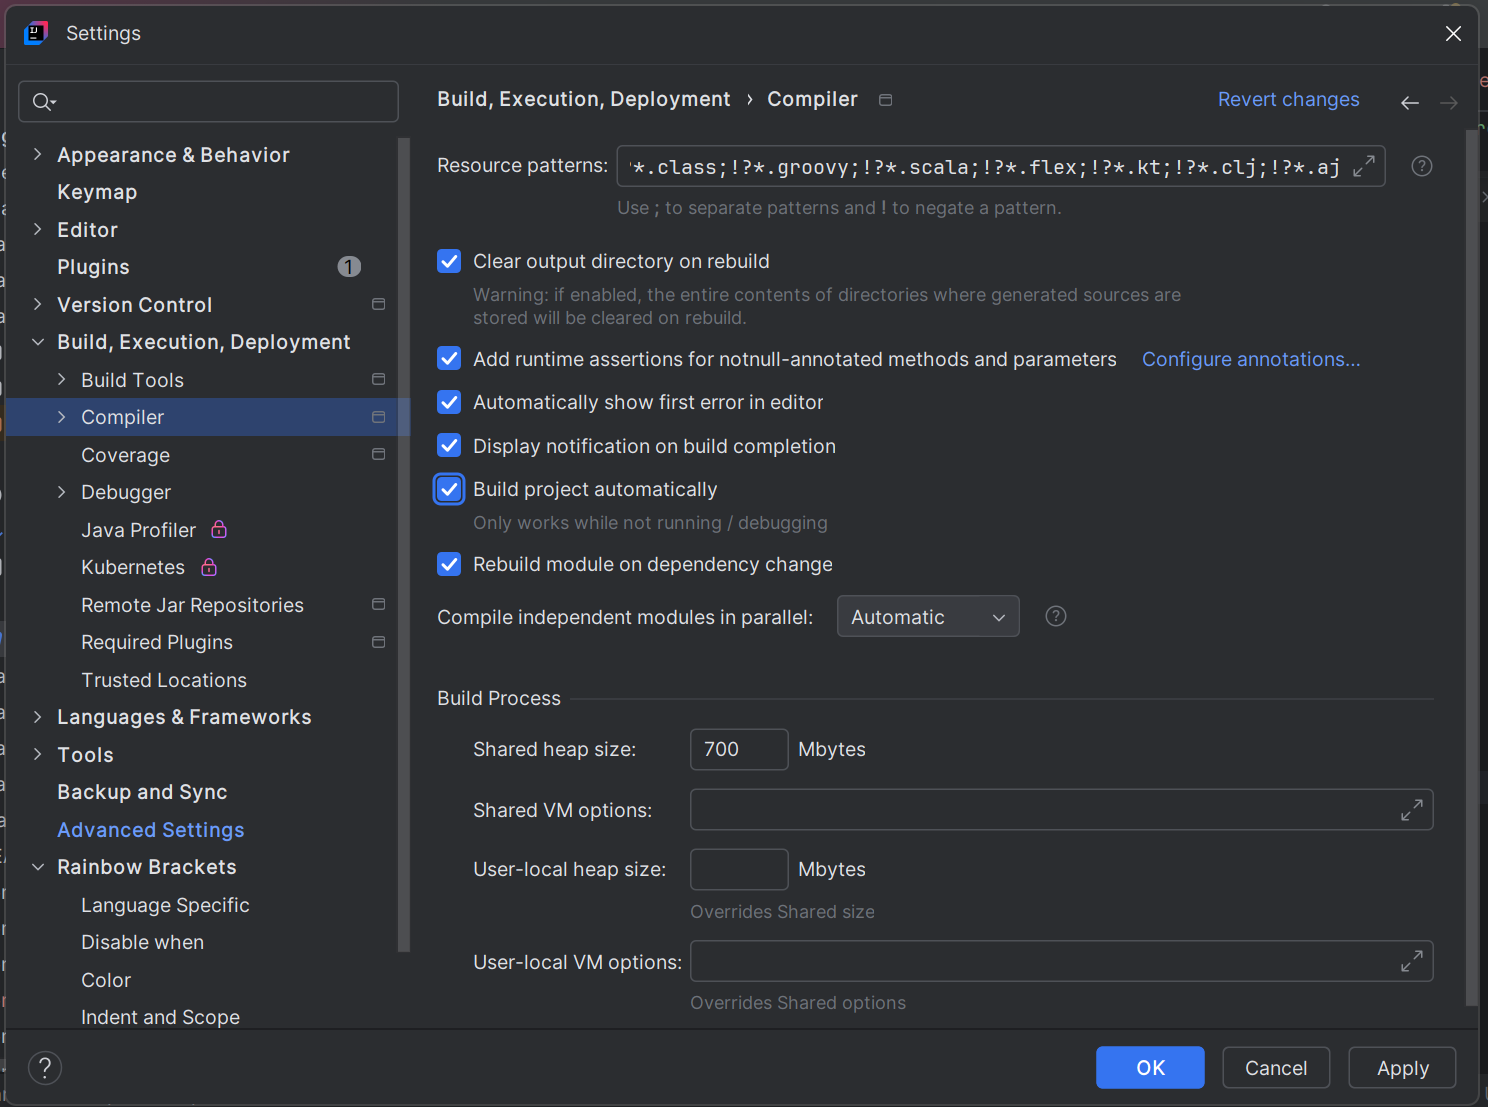 Settings
Build, Execution, Deployment › Compiler
Revert changes
Appearance & Behavior
Keymap
Editor
Plugins 1
Version Control
Build, Execution, Deployment
Build Tools
Compiler
Coverage
Debugger
Java Profiler
Kubernetes
Remote Jar Repositories
Required Plugins
Trusted Locations
Languages & Frameworks
Tools
Backup and Sync
Advanced Settings
Rainbow Brackets
Language Specific
Disable when
Color
Indent and Scope
Resource patterns: *.class;!?*.groovy;!?*.scala;!?*.flex;!?*.kt;!?*.clj;!?*.aj
Use ; to separate patterns and ! to negate a pattern.
Clear output directory on rebuild
Warning: if enabled, the entire contents of directories where generated sources are
stored will be cleared on rebuild.
Add runtime assertions for notnull-annotated methods and parameters Configure annotations...
Automatically show first error in editor
Display notification on build completion
Build project automatically
Only works while not running / debugging
Rebuild module on dependency change
Compile independent modules in parallel: Automatic
Build Process
Shared heap size: 700 Mbytes
Shared VM options:
User-local heap size: Mbytes
Overrides Shared size
User-local VM options:
Overrides Shared options
?
OK
Cancel
Apply